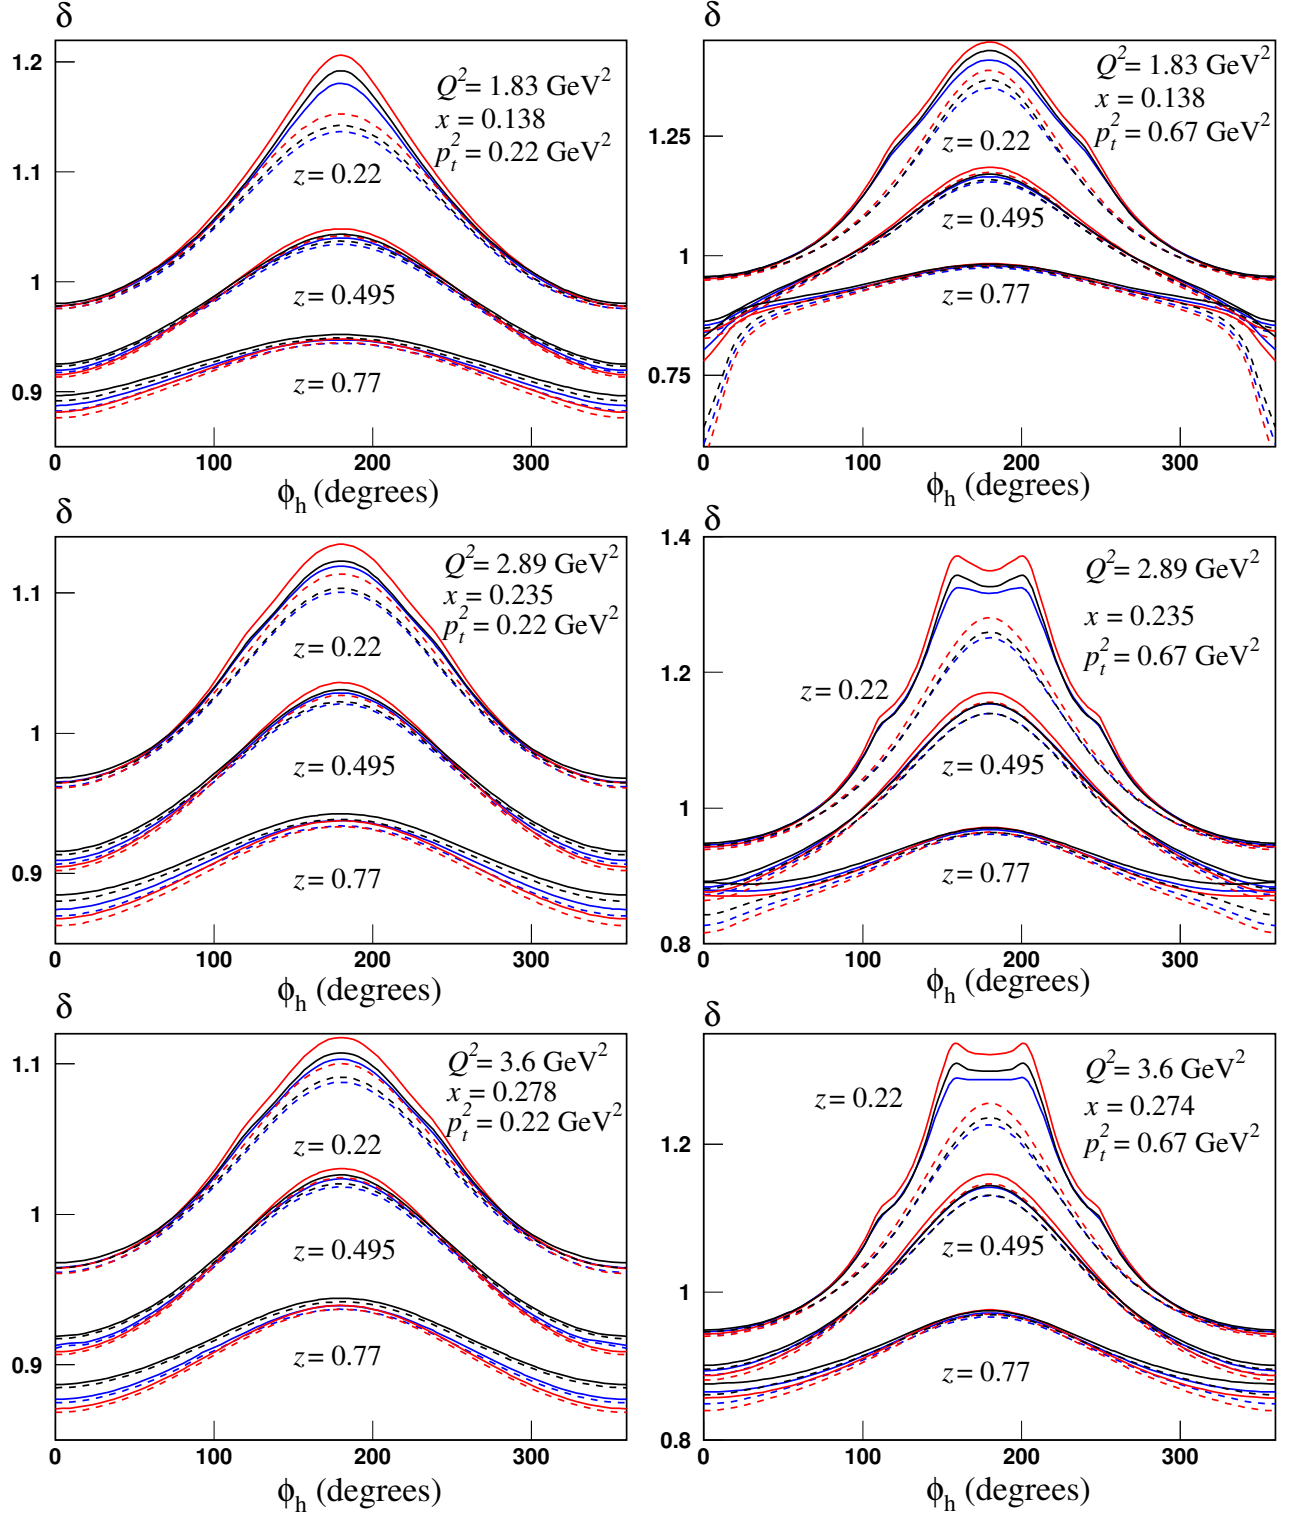 δ
1.2
1.1
1
0.9
Q²= 1.83 GeV²
x = 0.138
pₜ² = 0.22 GeV²
z = 0.22
z = 0.495
z = 0.77
0 100 200 300
ϕₕ (degrees)
δ
1.25
1
0.75
Q²= 1.83 GeV²
x = 0.138
pₜ² = 0.67 GeV²
z = 0.22
z = 0.495
z = 0.77
0 100 200 300
ϕₕ (degrees)
δ
1.1
1
0.9
Q²= 2.89 GeV²
x = 0.235
pₜ² = 0.22 GeV²
z = 0.22
z = 0.495
z = 0.77
0 100 200 300
ϕₕ (degrees)
δ
1.4
1.2
1
0.8
Q²= 2.89 GeV²
x = 0.235
pₜ² = 0.67 GeV²
z = 0.22
z = 0.495
z = 0.77
0 100 200 300
ϕₕ (degrees)
δ
1.1
1
0.9
Q²= 3.6 GeV²
x = 0.278
pₜ² = 0.22 GeV²
z = 0.22
z = 0.495
z = 0.77
0 100 200 300
ϕₕ (degrees)
δ
1.2
1
0.8
Q²= 3.6 GeV²
x = 0.274
pₜ² = 0.67 GeV²
z = 0.22
z = 0.495
z = 0.77
0 100 200 300
ϕₕ (degrees)